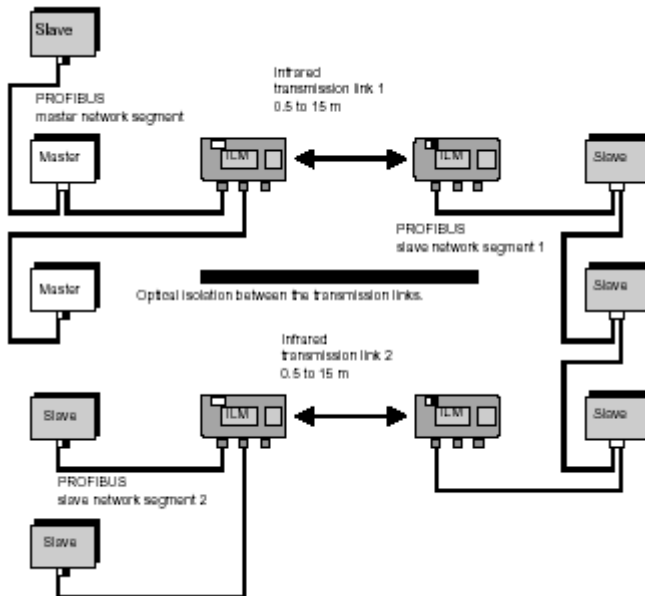 Slave
Infrared
transmission link 1
0.5 to 15 m
PROFIBUS
master network segment
Master
ILM
ILM
Slave
PROFIBUS
slave network segment 1
Master
Optical isolation between the transmission links.
Slave
Infrared
transmission link 2
0.5 to 15 m
Slave
ILM
ILM
Slave
PROFIBUS
slave network segment 2
Slave